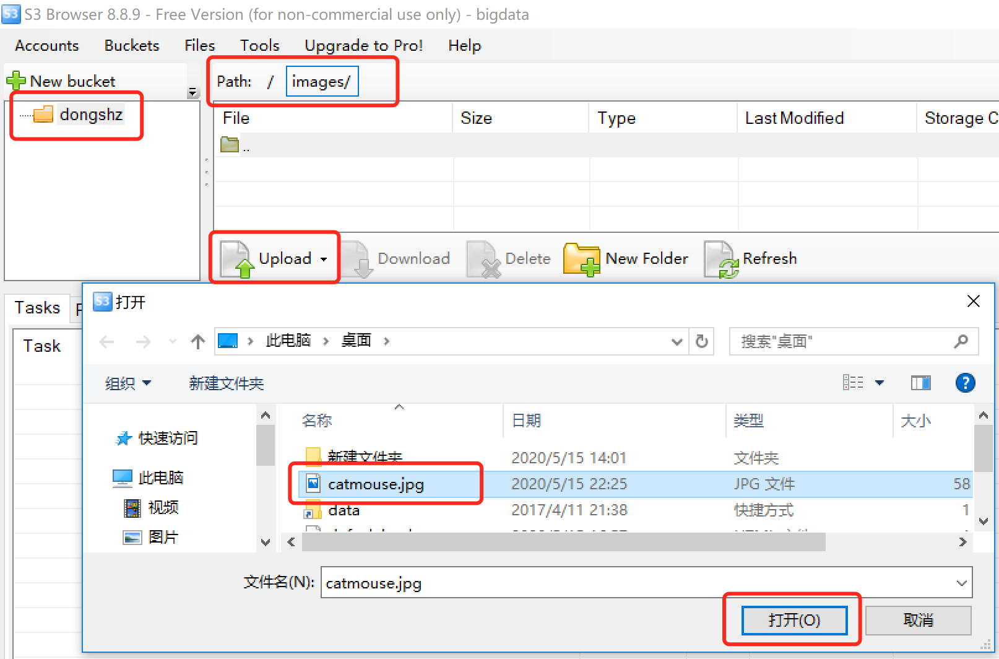 S3 Browser 8.8.9 - Free Version (for non-commercial use only) - bigdata
Accounts Buckets Files Tools Upgrade to Pro! Help
New bucket
Path: / images/
dongshz
File Size Type Last Modified Storage C
..
Upload Download Delete New Folder Refresh
Tasks
Task
S3 打开
此电脑 > 桌面 >
搜索"桌面"
组织 新建文件夹
名称 日期 类型 大小
快速访问
此电脑
视频
图片
新建文件夹 2020/5/15 14:01 文件夹
catmouse.jpg 2020/5/15 22:25 JPG 文件 58
data 2017/4/11 21:38 快捷方式 1
文件名(N): catmouse.jpg
打开(O) 取消